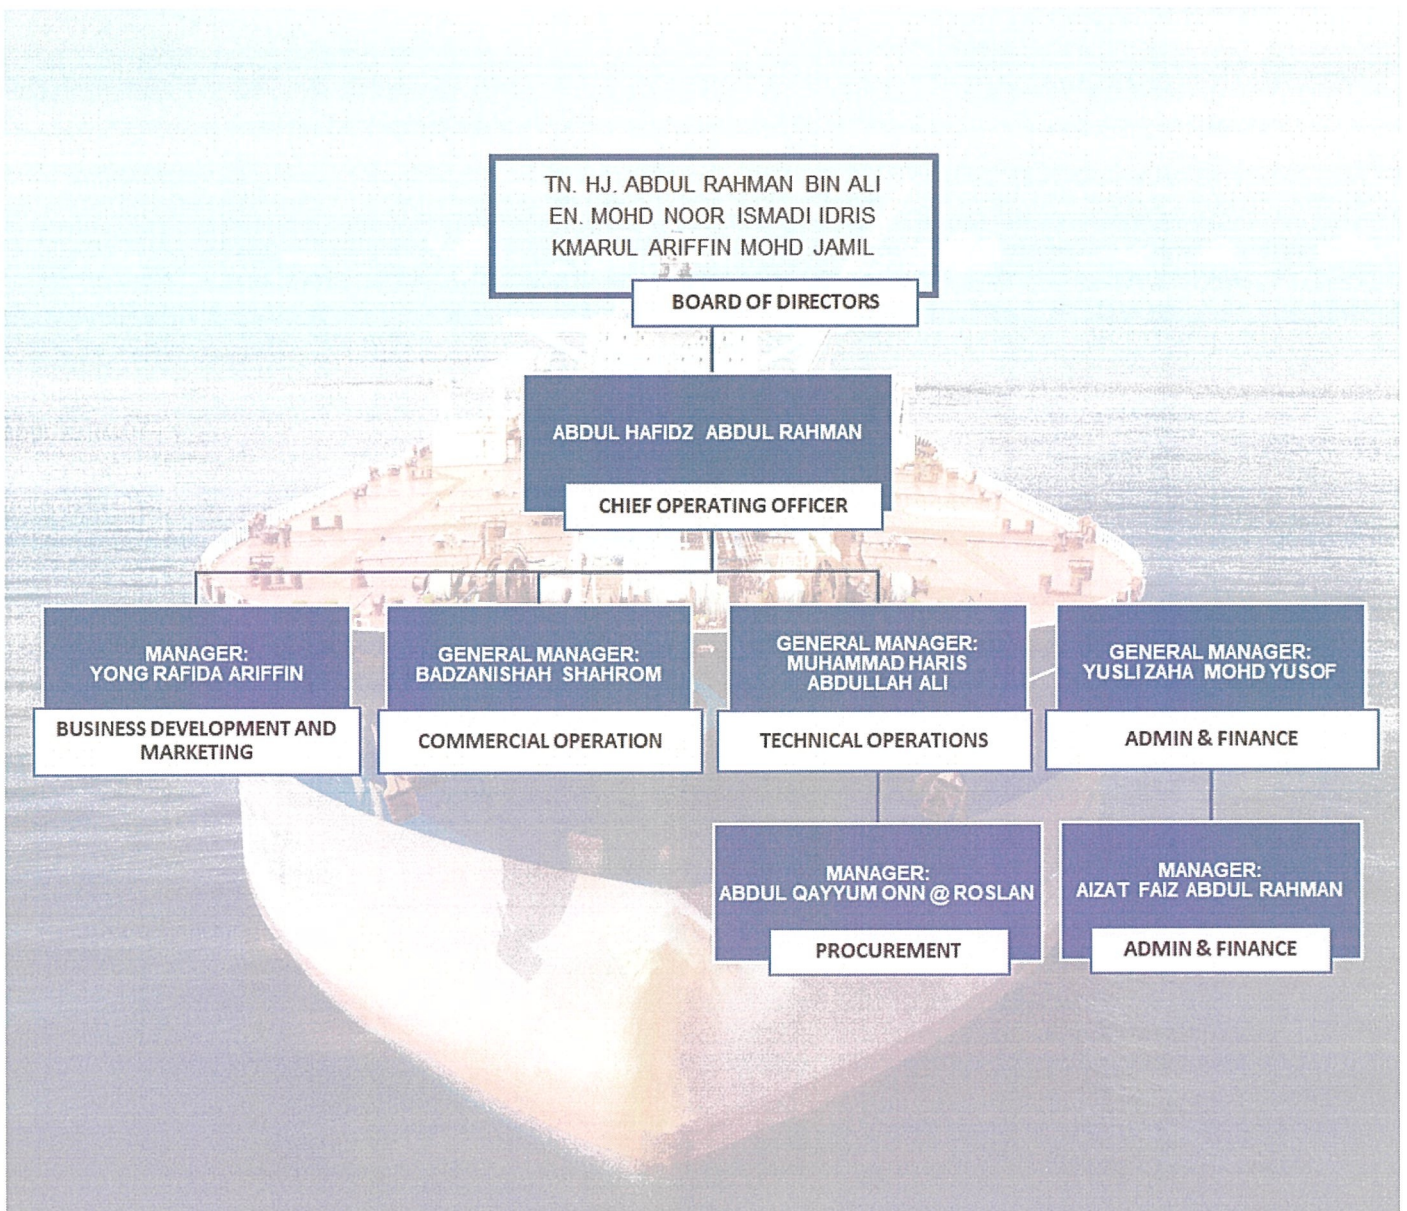 TN. HJ. ABDUL RAHMAN BIN ALI
EN. MOHD NOOR ISMADI IDRIS
KMARUL ARIFFIN MOHD JAMIL
BOARD OF DIRECTORS
ABDUL HAFIDZ ABDUL RAHMAN
CHIEF OPERATING OFFICER
MANAGER:
YONG RAFIDA ARIFFIN
BUSINESS DEVELOPMENT AND
MARKETING
GENERAL MANAGER:
BADZANISHAH SHAHROM
COMMERCIAL OPERATION
GENERAL MANAGER:
MUHAMMAD HARIS
ABDULLAH ALI
TECHNICAL OPERATIONS
GENERAL MANAGER:
YUSLI ZAHA MOHD YUSOF
ADMIN & FINANCE
MANAGER:
ABDUL QAYYUM ONN @ ROSLAN
PROCUREMENT
MANAGER:
AIZAT FAIZ ABDUL RAHMAN
ADMIN & FINANCE